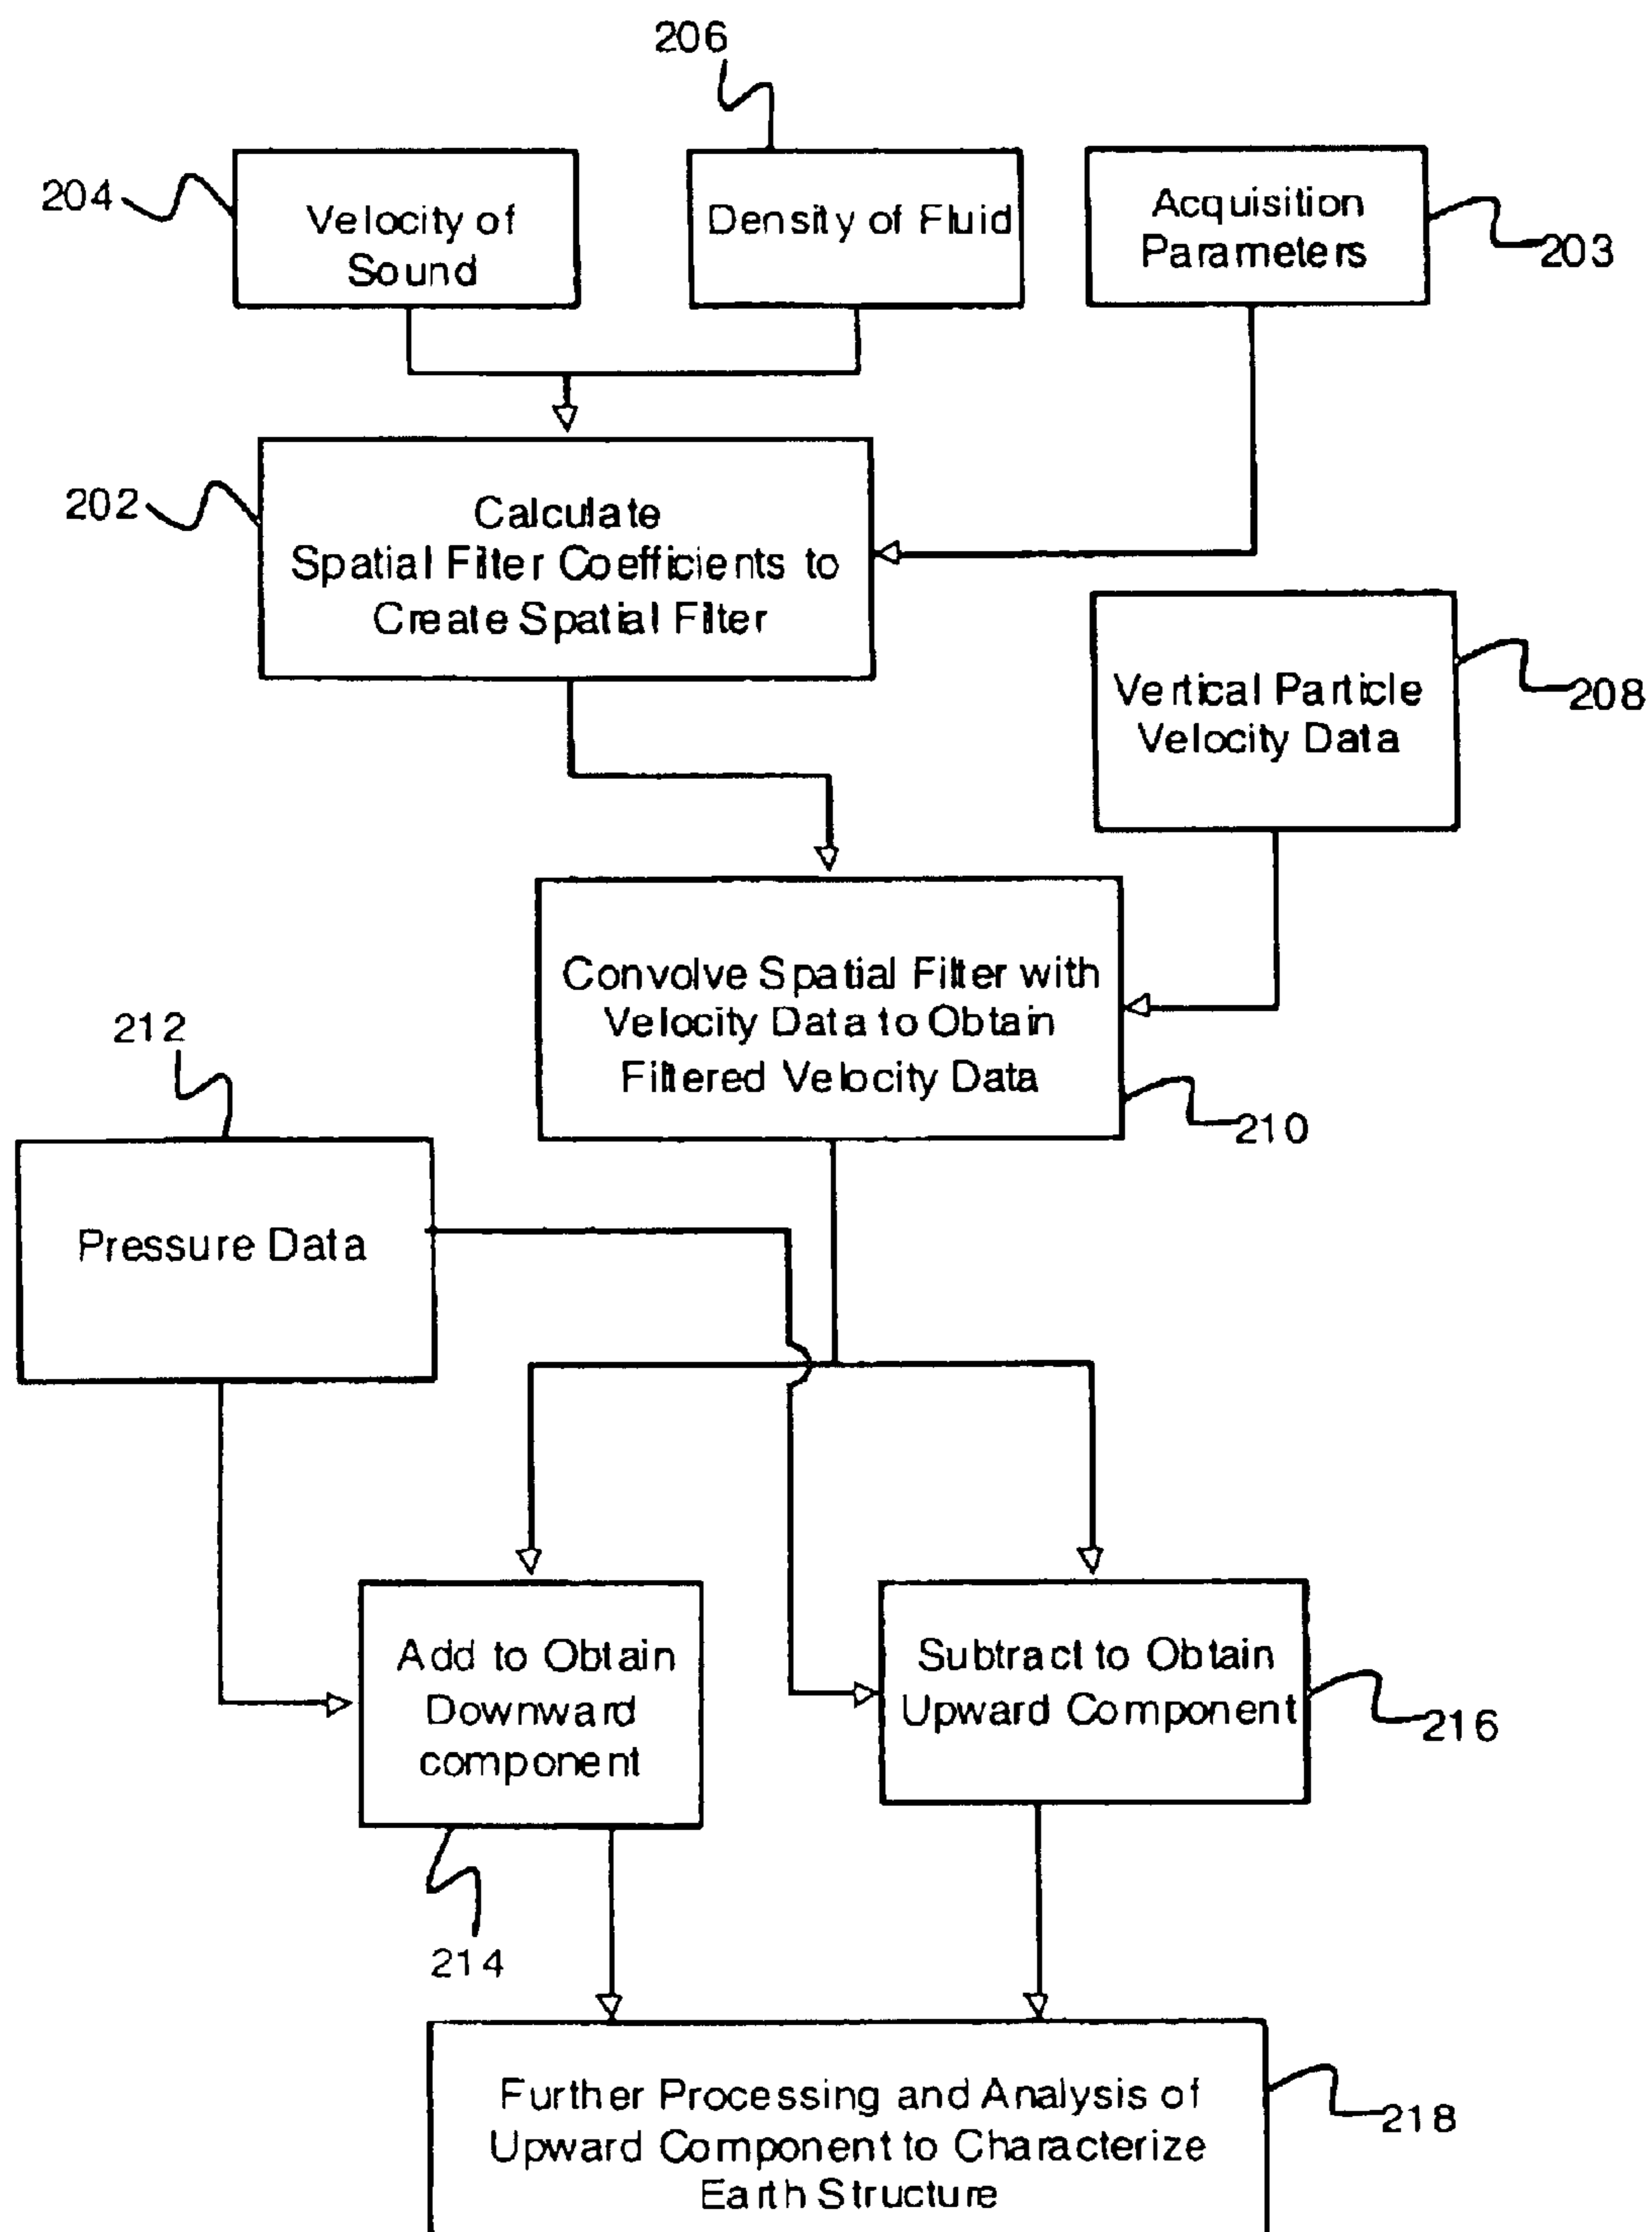 206
204
Velocity of
Sound
Density of Fluid
Acquisition
Parameters
203
202
Calculate
Spatial Filter Coefficients to
Create Spatial Filter
Vertical Particle
Velocity Data
208
Convolve Spatial Filter with
Velocity Data to Obtain
Filtered Velocity Data
210
212
Pressure Data
Add to Obtain
Downward
component
214
Subtract to Obtain
Upward Component
216
Further Processing and Analysis of
Upward Component to Characterize
Earth Structure
218